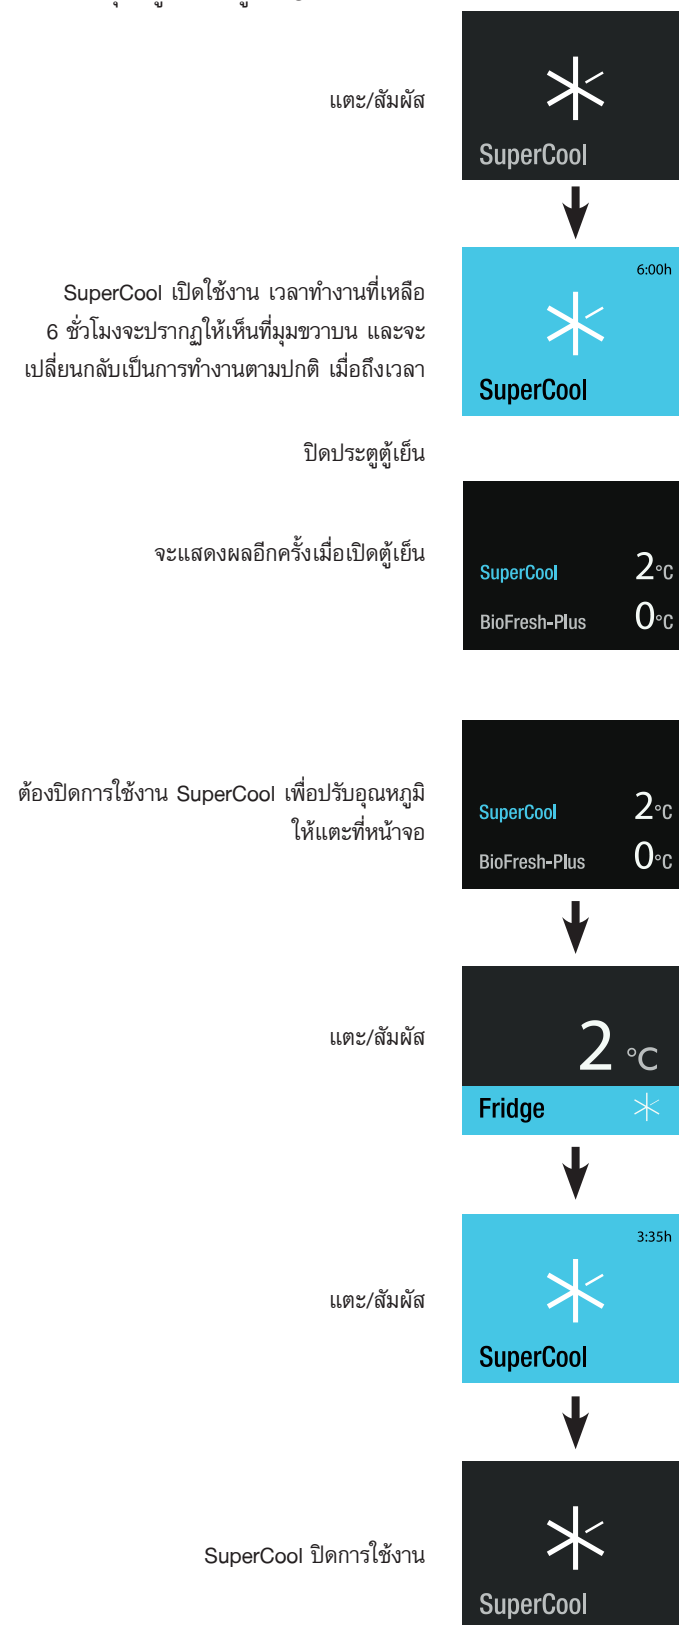 แตะ/สัมผัส
SuperCool
6:00h
SuperCool เปิดใช้งาน เวลาทำงานที่เหลือ
6 ชั่วโมงจะปรากฏให้เห็นที่มุมขวาบน และจะ
เปลี่ยนกลับเป็นการทำงานตามปกติ เมื่อถึงเวลา
SuperCool
ปิดประตูตู้เย็น
จะแสดงผลอีกครั้งเมื่อเปิดตู้เย็น
SuperCool 2°C
BioFresh-Plus 0°C
ต้องปิดการใช้งาน SuperCool เพื่อปรับอุณหภูมิ
ให้แตะที่หน้าจอ
SuperCool 2°C
BioFresh-Plus 0°C
แตะ/สัมผัส
2 °C
Fridge
3:35h
แตะ/สัมผัส
SuperCool
SuperCool ปิดการใช้งาน
SuperCool